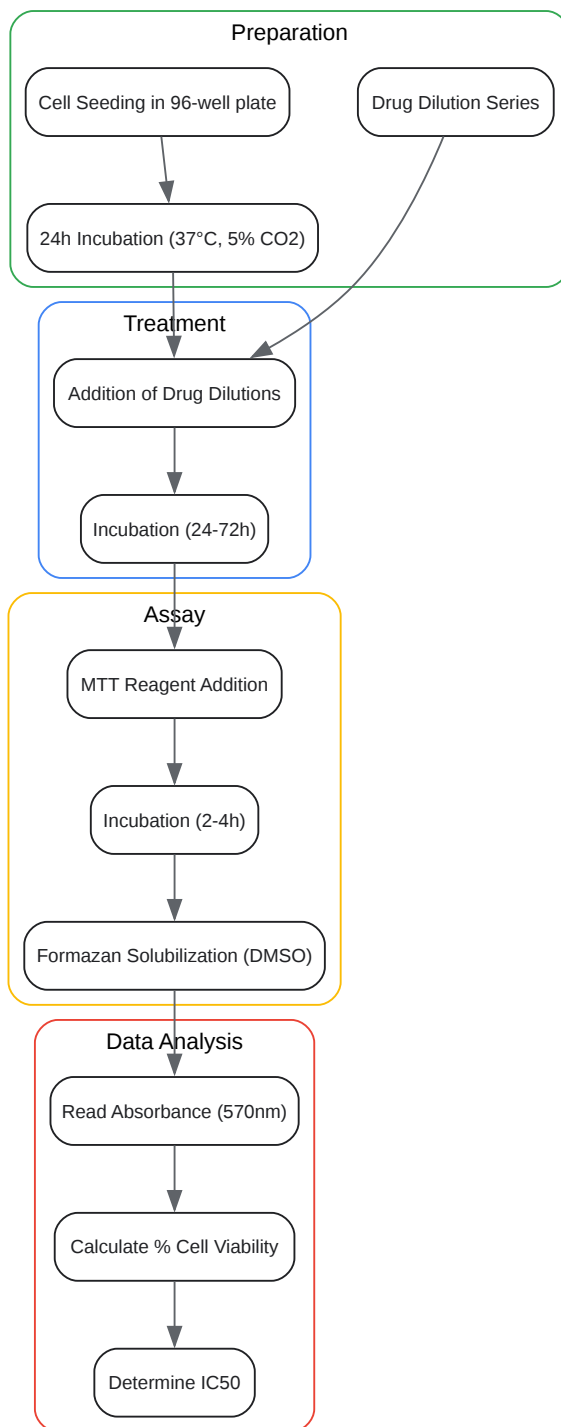 Preparation
Cell Seeding in 96-well plate
Drug Dilution Series
24h Incubation (37°C, 5% CO2)
Treatment
Addition of Drug Dilutions
Incubation (24-72h)
Assay
MTT Reagent Addition
Incubation (2-4h)
Formazan Solubilization (DMSO)
Data Analysis
Read Absorbance (570nm)
Calculate % Cell Viability
Determine IC50